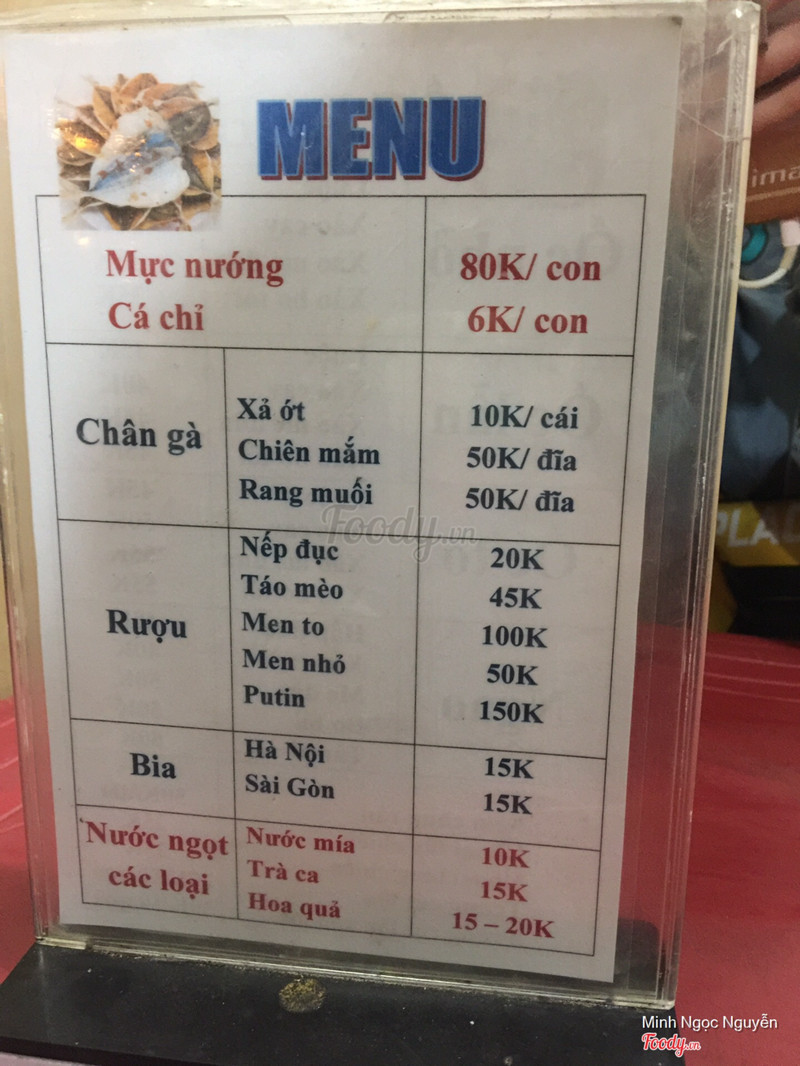 MENU
Mực nướng 80K/ con
Cá chỉ 6K/ con
Chân gà
Xả ớt 10K/ cái
Chiên mắm 50K/ đĩa
Rang muối 50K/ đĩa
Rượu
Nếp đục 20K
Táo mèo 45K
Men to 100K
Men nhỏ 50K
Putin 150K
Bia
Hà Nội 15K
Sài Gòn 15K
Nước ngọt
các loại
Nước mía 10K
Trà ca 15K
Hoa quả 15 – 20K
Foody.vn
PLA
Minh Ngọc Nguyễn
Foody.vn